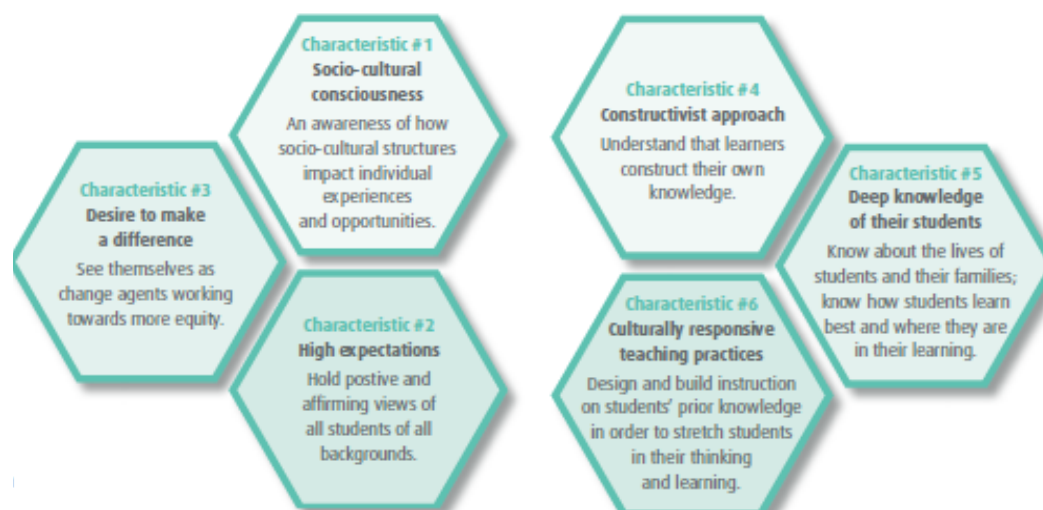 Characteristic #1
Socio-cultural
consciousness
An awareness of how
socio-cultural structures
impact individual
experiences
and opportunities.
Characteristic #2
High expectations
Hold postive and
affirming views of
all students of all
backgrounds.
Characteristic #3
Desire to make
a difference
See themselves as
change agents working
towards more equity.
Characteristic #4
Constructivist approach
Understand that learners
construct their own
knowledge.
Characteristic #5
Deep knowledge
of their students
Know about the lives of
students and their families;
know how students learn
best and where they are
in their learning.
Characteristic #6
Culturally responsive
teaching practices
Design and build instruction
on students' prior knowledge
in order to stretch students
in their thinking
and learning.